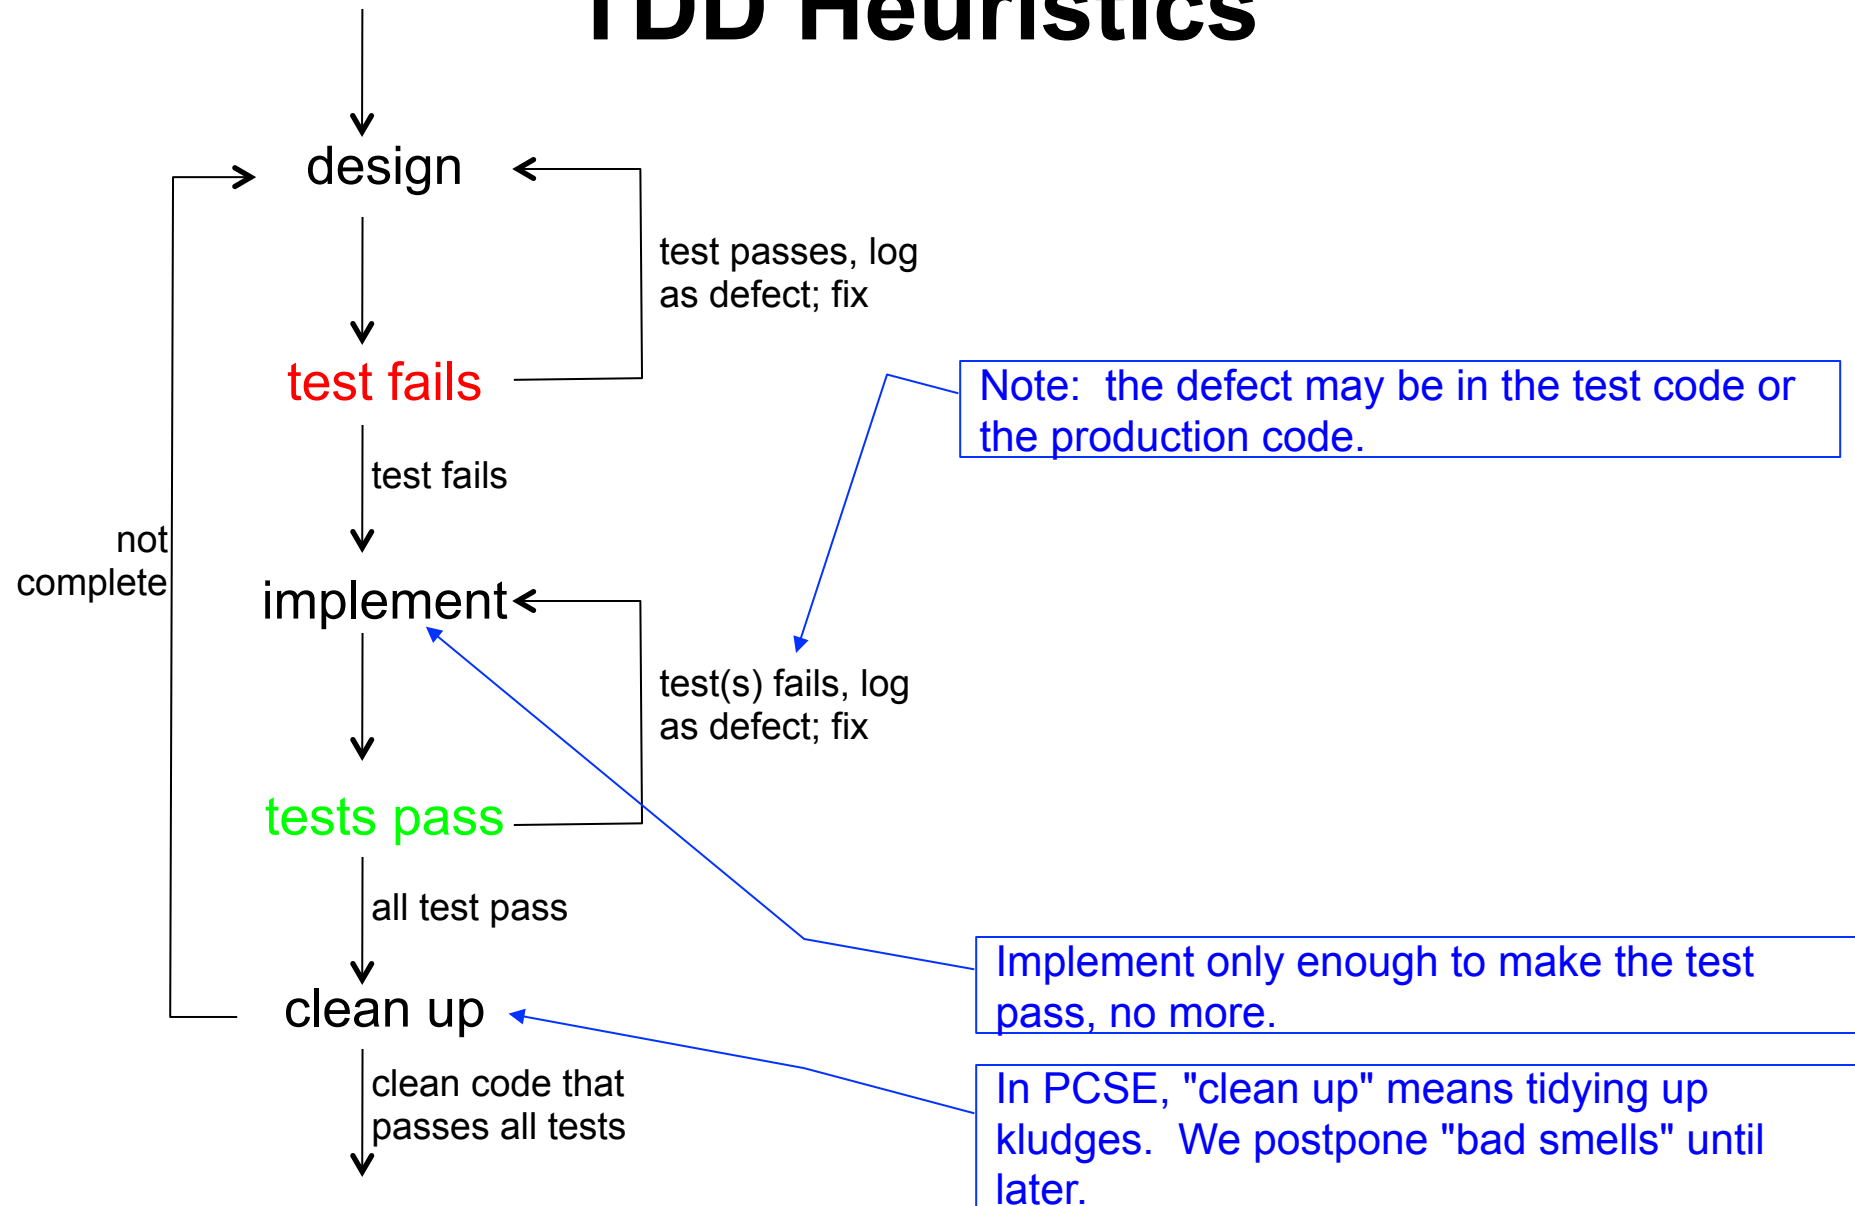 TDD Heuristics
design
test passes, log
as defect; fix
test fails
Note:  the defect may be in the test code or
the production code.
test fails
not
complete
implement
test(s) fails, log
as defect; fix
tests pass
all test pass
Implement only enough to make the test
pass, no more.
clean up
In PCSE, "clean up" means tidying up
kludges.  We postpone "bad smells" until
later.
clean code that
passes all tests